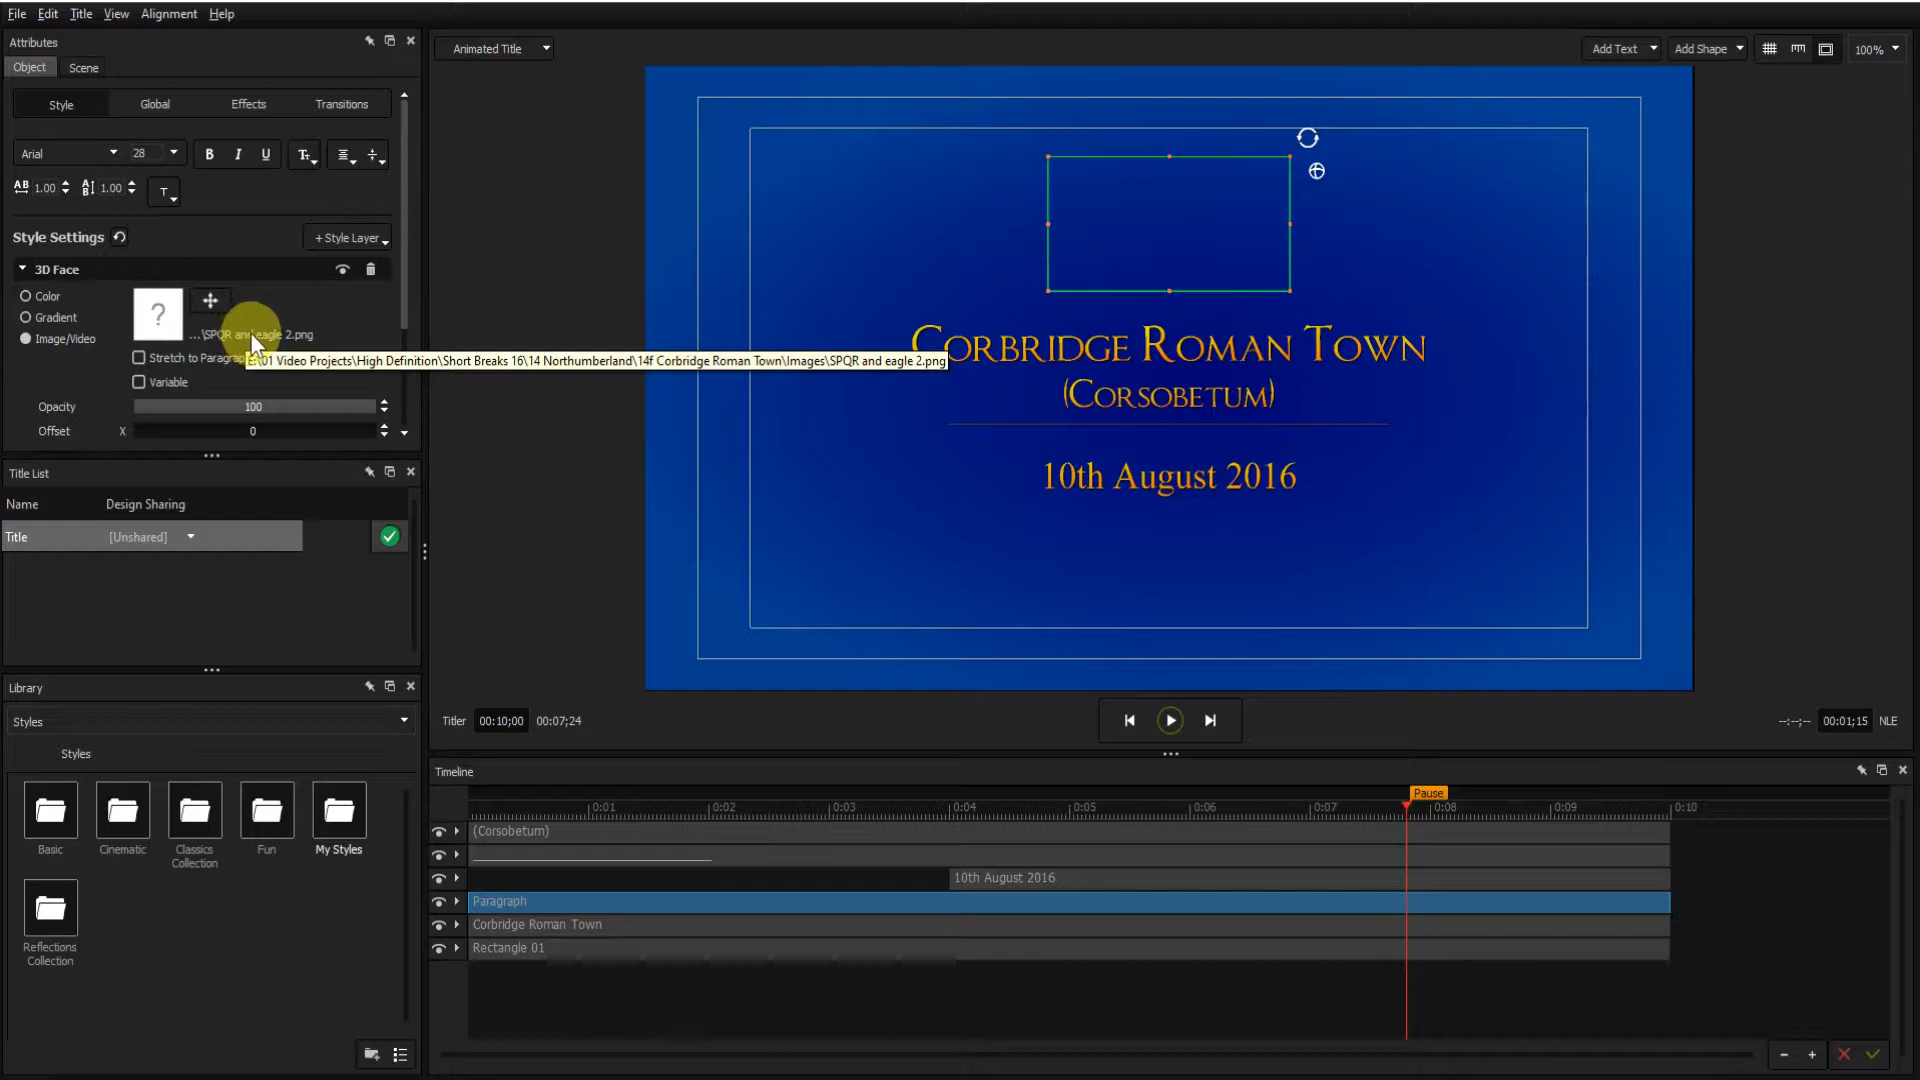 File Edit Title View Alignment Help
Attributes
Object Scene
Style Global Effects Transitions
Arial 28 B I U Tt
AB 1.00 AB 1.00 T
Style Settings + Style Layer
3D Face
Color
Gradient
Image/Video
...\SPQR and eagle 2.png
Stretch to Paragraph
E:\01 Video Projects\High Definition\Short Breaks 16\14 Northumberland\14f Corbridge Roman Town\Images\SPQR and eagle 2.png
Variable
Opacity 100
Offset X 0
Title List
Name Design Sharing
Title [Unshared]
Library
Styles
Styles
Basic Cinematic Classics Collection Fun My Styles
Reflections Collection
Animated Title Add Text Add Shape 100%
Corbridge Roman Town
(Corsobetum)
10th August 2016
Titler 00:10;00 00:07;24 --:--;-- 00:01;15 NLE
Timeline
Pause
0:01 0:02 0:03 0:04 0:05 0:06 0:07 0:08 0:09 0:10
(Corsobetum)
10th August 2016
Paragraph
Corbridge Roman Town
Rectangle 01